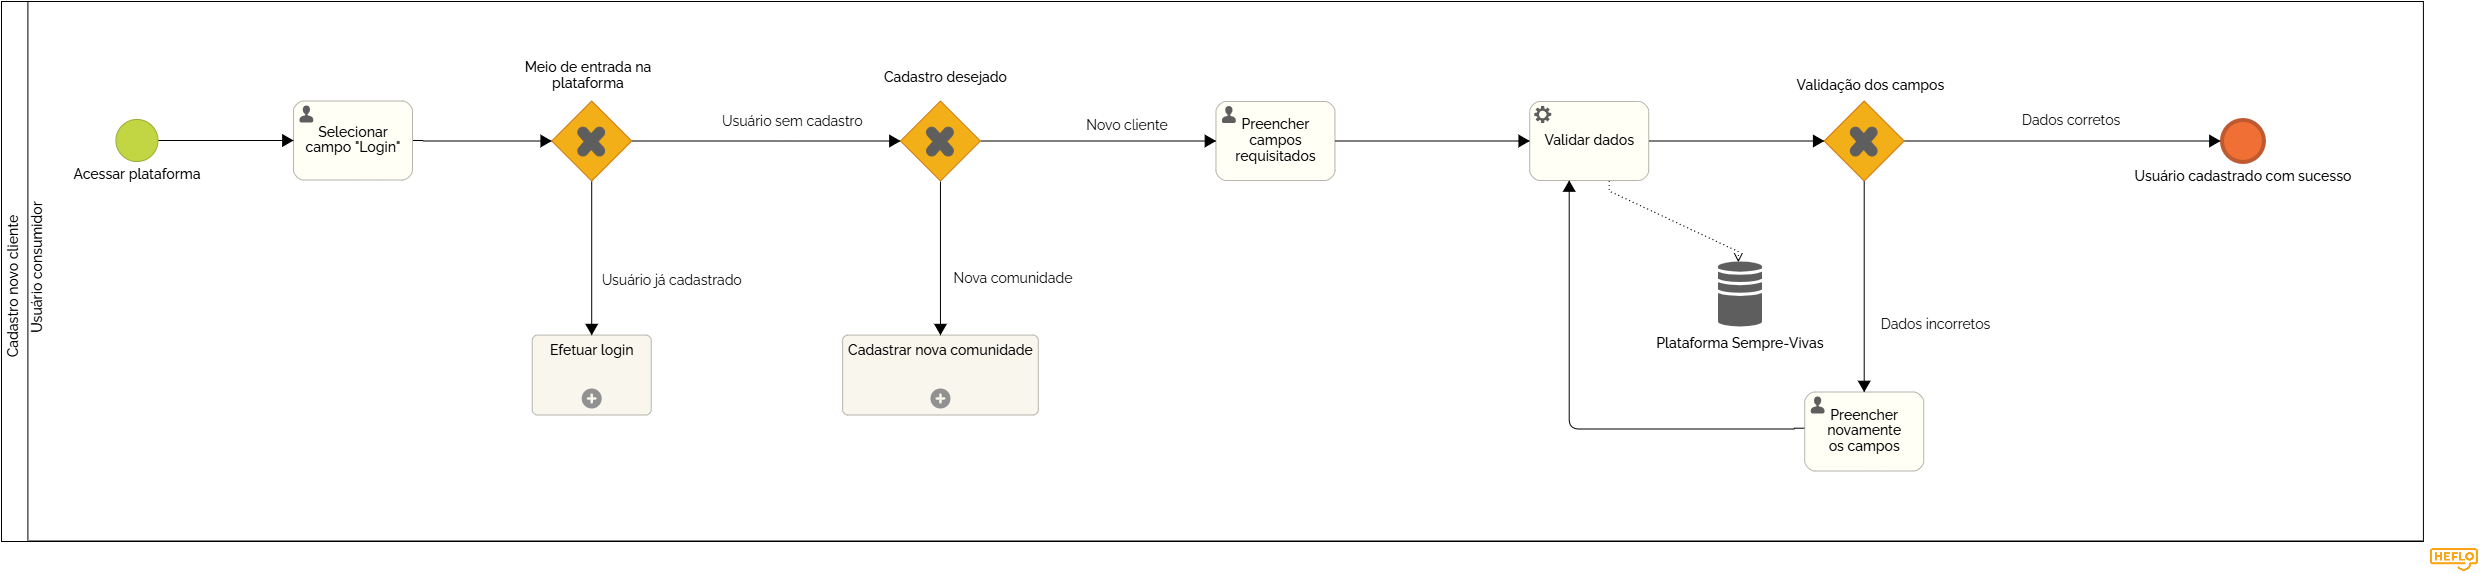 Cadastro novo cliente
Usuário consumidor
Acessar plataforma
Selecionar
campo "Login"
Meio de entrada na
plataforma
Usuário sem cadastro
Usuário já cadastrado
Efetuar login
Cadastro desejado
Novo cliente
Nova comunidade
Cadastrar nova comunidade
Preencher
campos
requisitados
Validar dados
Plataforma Sempre-Vivas
Validação dos campos
Dados corretos
Dados incorretos
Preencher
novamente
os campos
Usuário cadastrado com sucesso
HEFLO